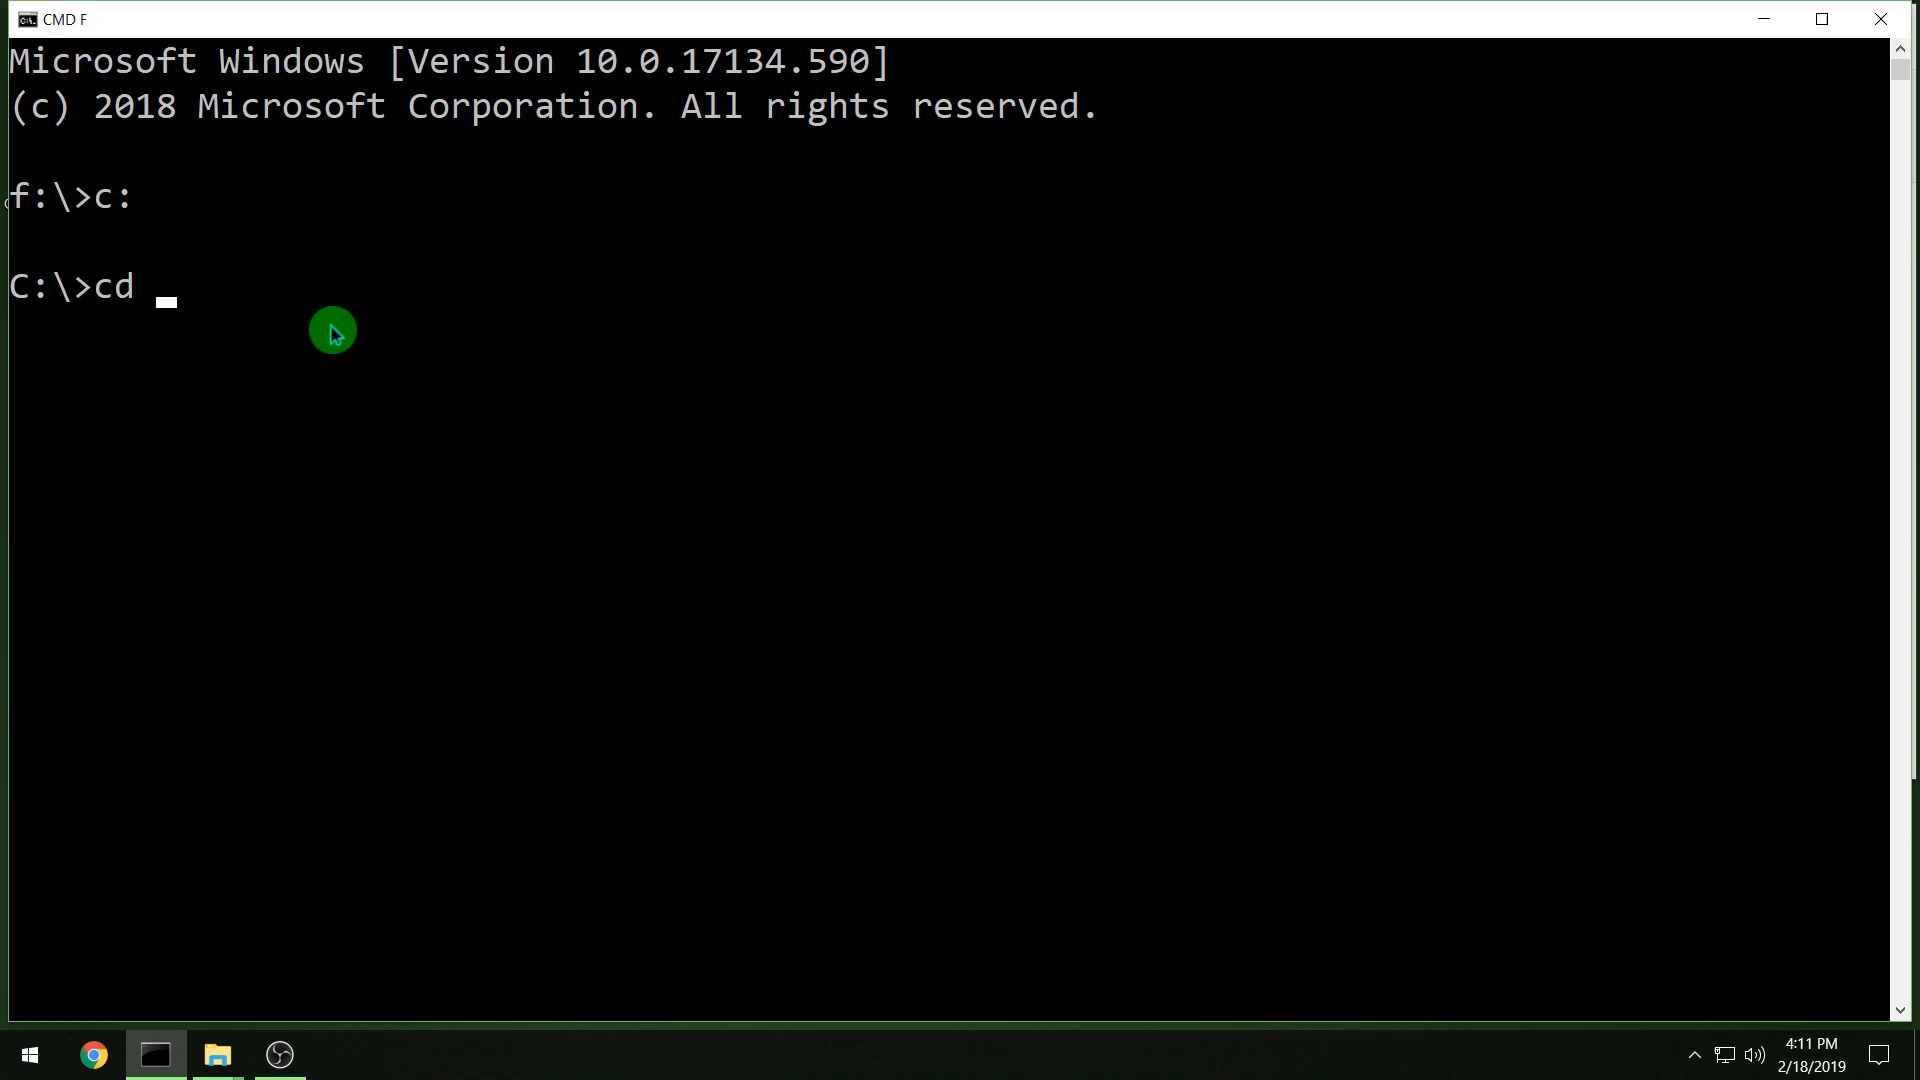 CMD F
Microsoft Windows [Version 10.0.17134.590]
(c) 2018 Microsoft Corporation. All rights reserved.
f:\>c:
C:\>cd
4:11 PM
2/18/2019